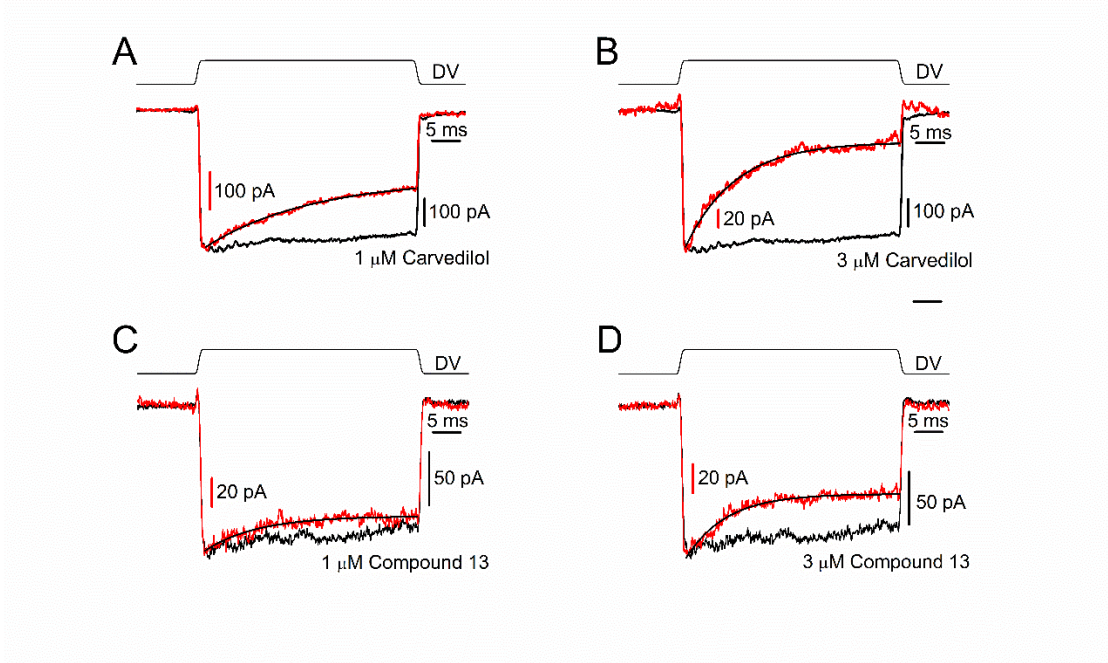 A
DV
5 ms
100 pA
100 pA
1 μM Carvedilol
B
DV
5 ms
20 pA
100 pA
3 μM Carvedilol
C
DV
5 ms
20 pA
50 pA
1 μM Compound 13
D
DV
5 ms
20 pA
50 pA
3 μM Compound 13